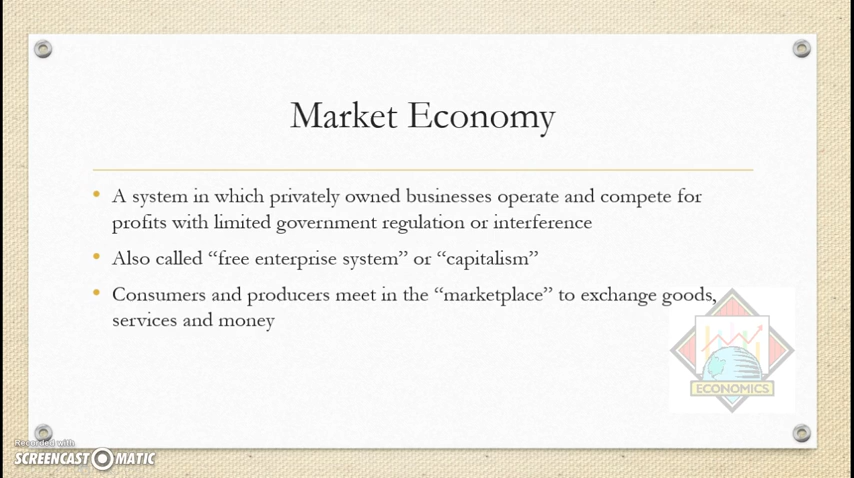 Market Economy
A system in which privately owned businesses operate and compete for
profits with limited government regulation or interference
Also called “free enterprise system” or “capitalism”
Consumers and producers meet in the “marketplace” to exchange goods,
services and money
ECONOMICS
Recorded with
SCREENCAST MATIC